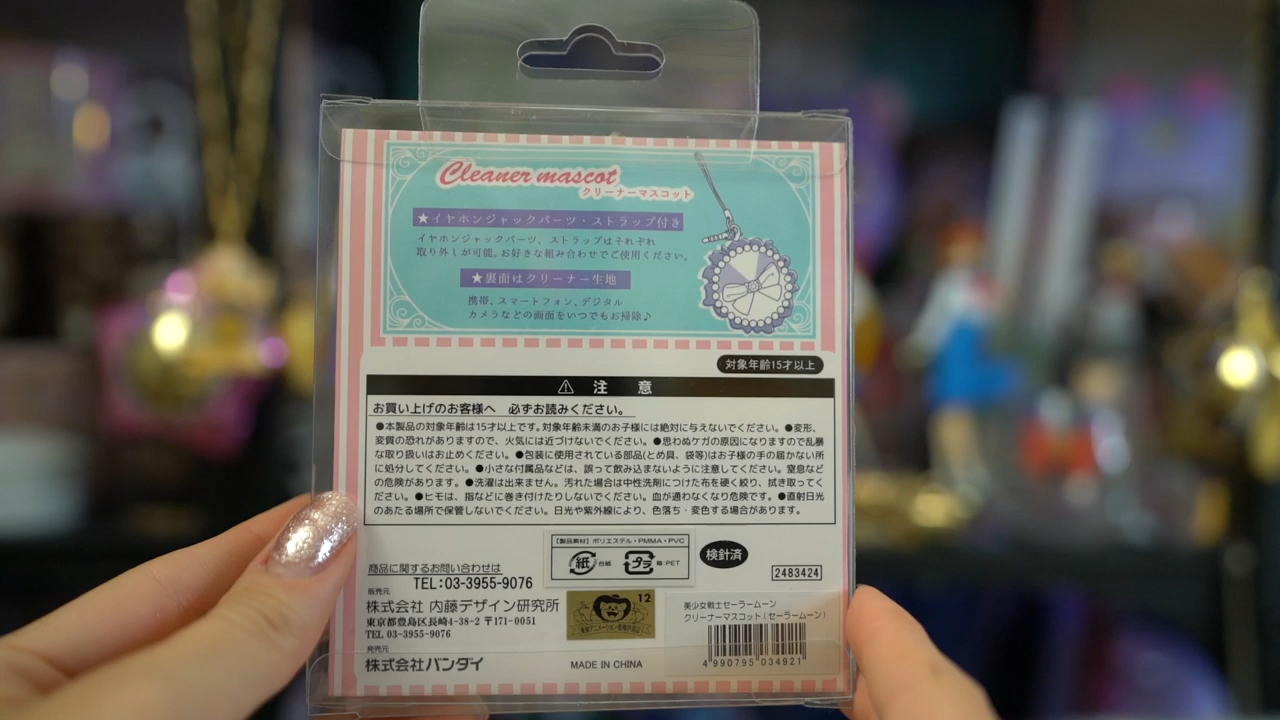 Cleaner mascot
クリーナーマスコット
★イヤホンジャックパーツ・ストラップ付き
イヤホンジャックパーツ、ストラップはそれぞれ
取り外しが可能。お好きな組み合わせでご使用ください。
★裏面はクリーナー生地
携帯、スマートフォン、デジタル
カメラなどの画面をいつでもお掃除♪
対象年齢15才以上
⚠ 注 意
お買い上げのお客様へ 必ずお読みください。
●本製品の対象年齢は15才以上です。対象年齢未満のお子様には絶対に与えないでください。●変形、
変質の恐れがありますので、火気には近づけないでください。●思わぬケガの原因になりますので乱暴
な取り扱いはお止めください。●包装に使用されている部品(とめ具、袋等)はお子様の手の届かない所
に処分してください。●小さな付属品などは、誤って飲み込まないように注意してください。窒息など
の危険があります。●洗濯は出来ません。汚れた場合は中性洗剤につけた布を硬く絞り、拭き取ってく
ださい。●ヒモは、指などに巻き付けたりしないでください。血が通わなくなり危険です。●直射日光
のあたる場所で保管しないでください。日光や紫外線により、色落ち・変色する場合があります。
【製品素材】ポリエステル・PMMA・PVC
紙 台紙 プラ 箱:PET
検針済
商品に関するお問い合わせは
TEL:03-3955-9076
2483424
販売元
株式会社 内藤デザイン研究所
東京都豊島区長崎4-38-2 〒171-0051
TEL 03-3955-9076
発売元
株式会社バンダイ
12
MADE IN CHINA
美少女戦士セーラームーン
クリーナーマスコット(セーラームーン)
4 990795 034921